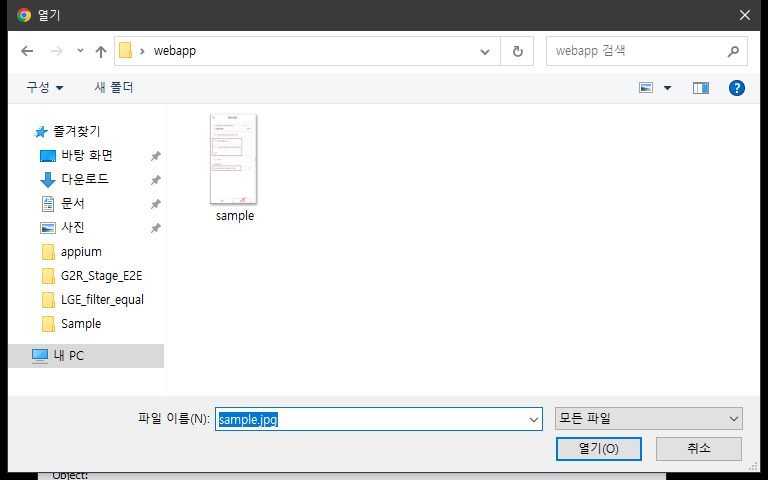 열기
webapp
webapp 검색
구성
새 폴더
즐겨찾기
바탕 화면
다운로드
문서
사진
appium
G2R_Stage_E2E
LGE_filter_equal
Sample
내 PC
sample
파일 이름(N):
sample.jpg
모든 파일
열기(O)
취소
Object: